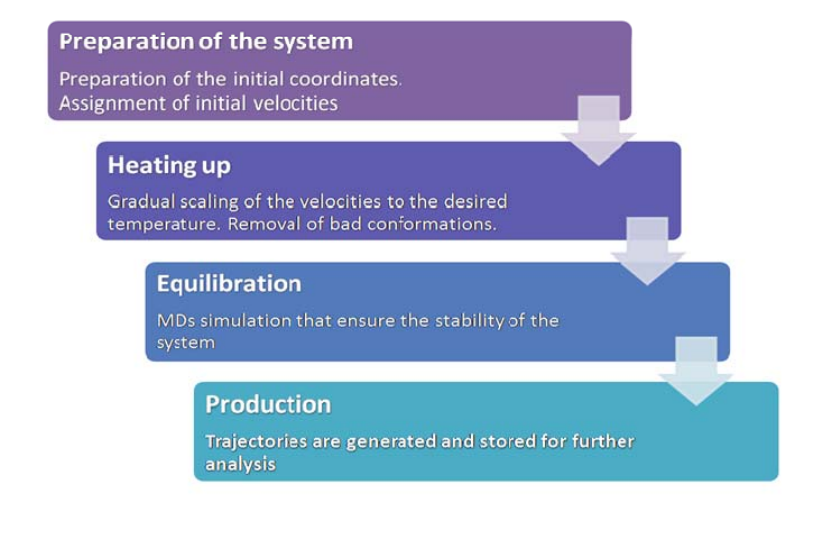 Preparation of the system
Preparation of the initial coordinates.
Assignment of initial velocities
Heating up
Gradual scaling of the velocities to the desired
temperature. Removal of bad conformations.
Equilibration
MDs simulation that ensure the stability of the
system
Production
Trajectories are generated and stored for further
analysis